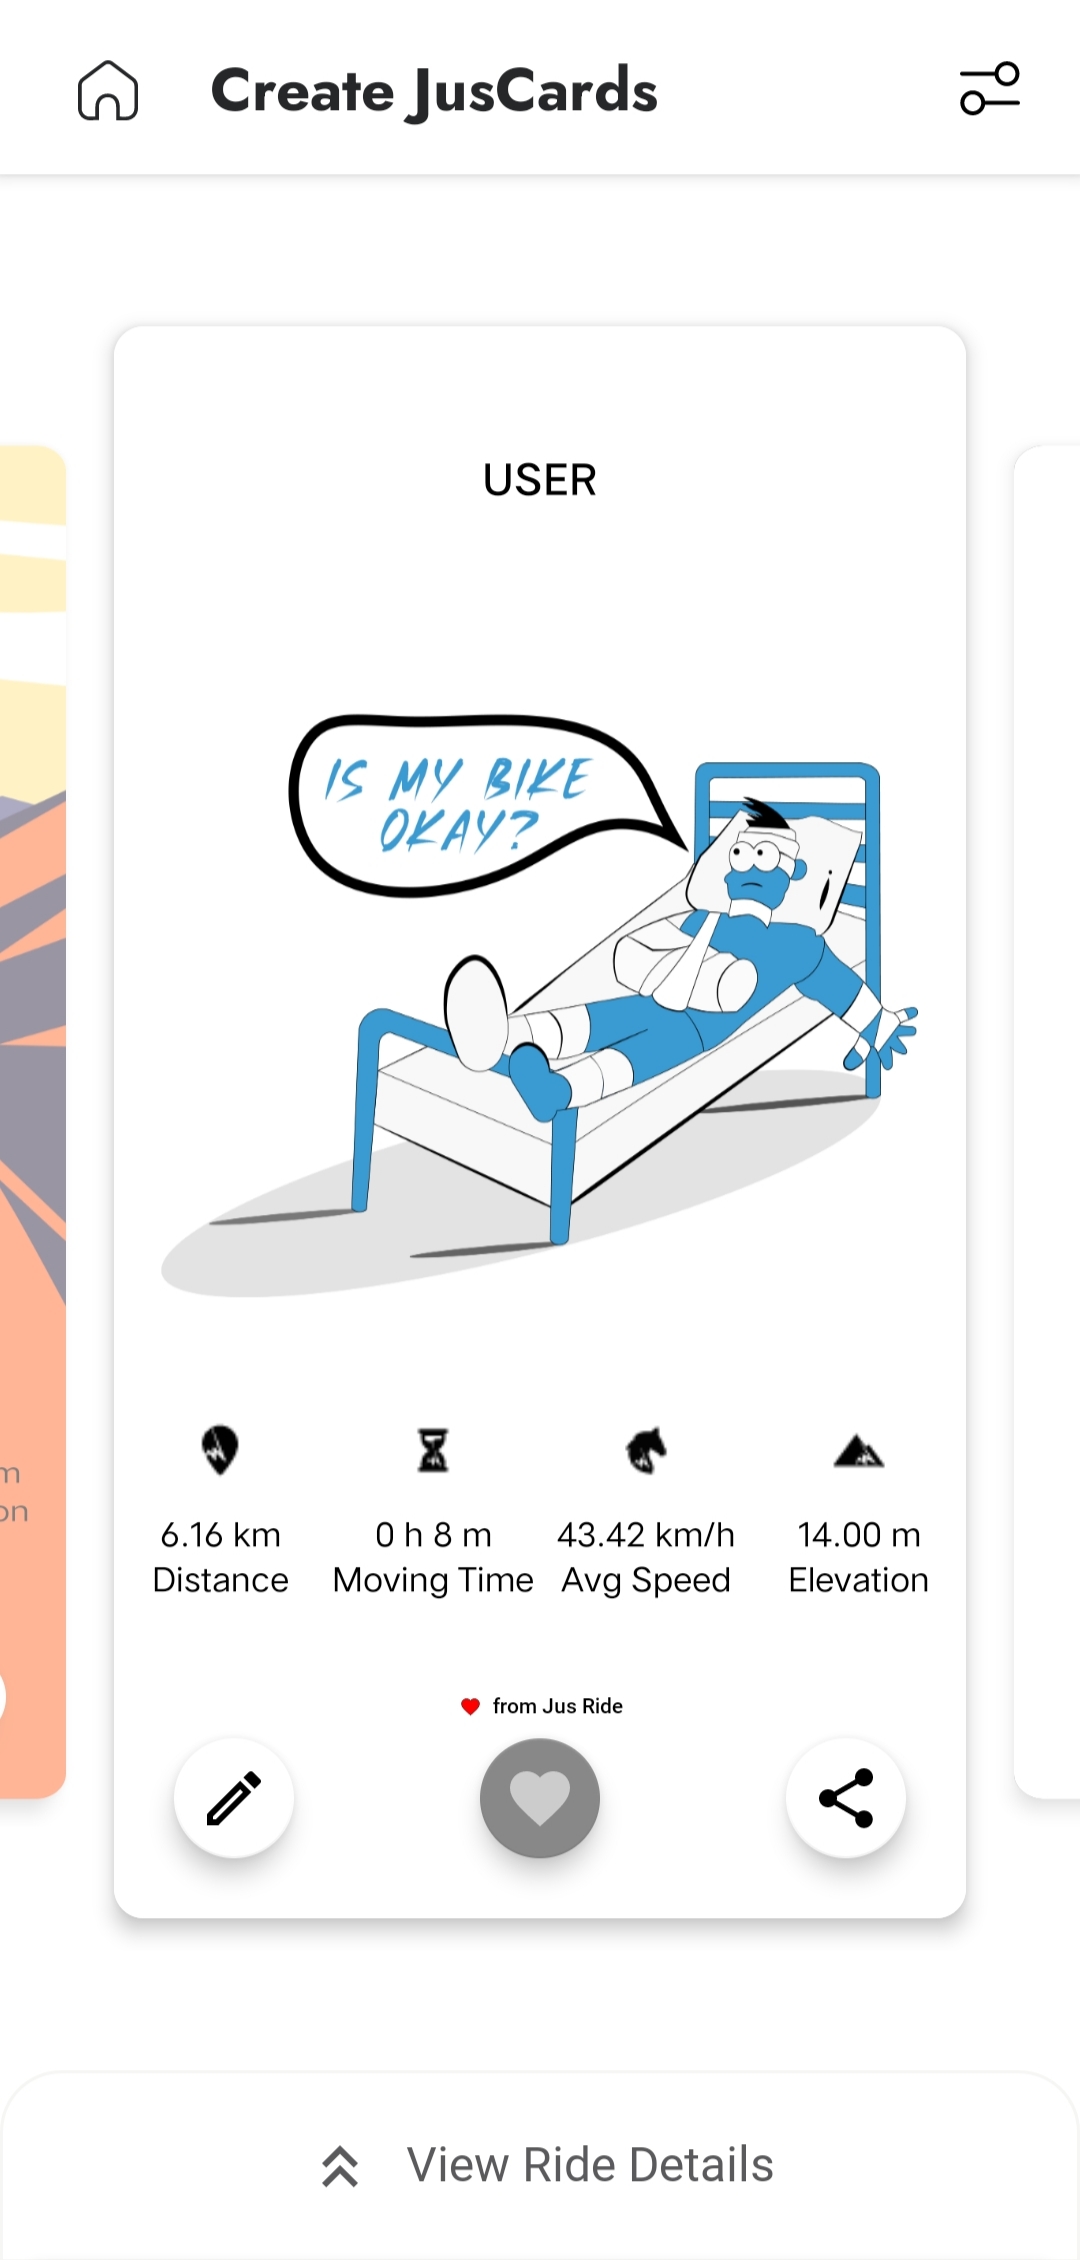 Create JusCards
USER
IS MY BIKE
OKAY?
m
on
6.16 km
Distance
0 h 8 m
Moving Time
43.42 km/h
Avg Speed
14.00 m
Elevation
from Jus Ride
View Ride Details